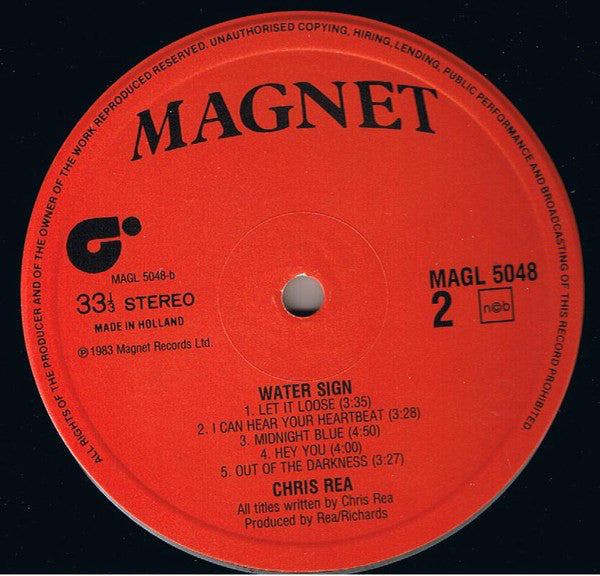 ALL RIGHTS OF THE PRODUCER AND OF THE OWNER OF THE WORK REPRODUCED RESERVED. UNAUTHORISED COPYING, HIRING, LENDING, PUBLIC PERFORMANCE AND BROADCASTING OF THIS RECORD PROHIBITED
MAGNET
MAGL 5048-b
33⅓ STEREO
MADE IN HOLLAND
℗ 1983 Magnet Records Ltd.
MAGL 5048
2 ncb
WATER SIGN
1. LET IT LOOSE (3:35)
2. I CAN HEAR YOUR HEARTBEAT (3:28)
3. MIDNIGHT BLUE (4:50)
4. HEY YOU (4:00)
5. OUT OF THE DARKNESS (3:27)
CHRIS REA
All titles written by Chris Rea
Produced by Rea/Richards